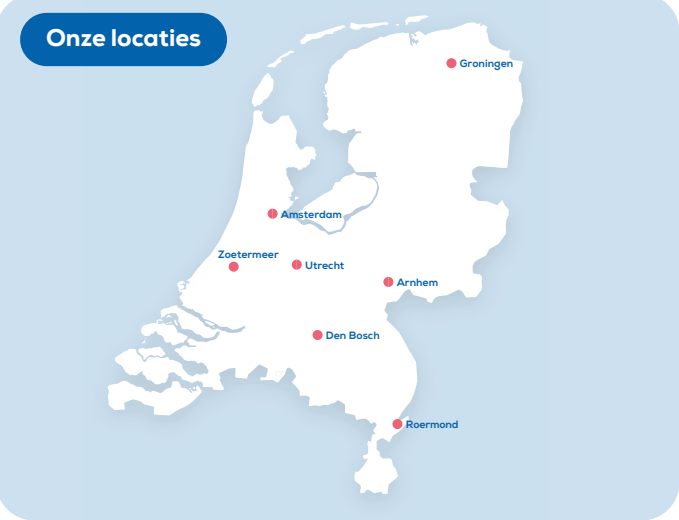 Onze locaties
Groningen
Amsterdam
Zoetermeer
Utrecht
Arnhem
Den Bosch
Roermond